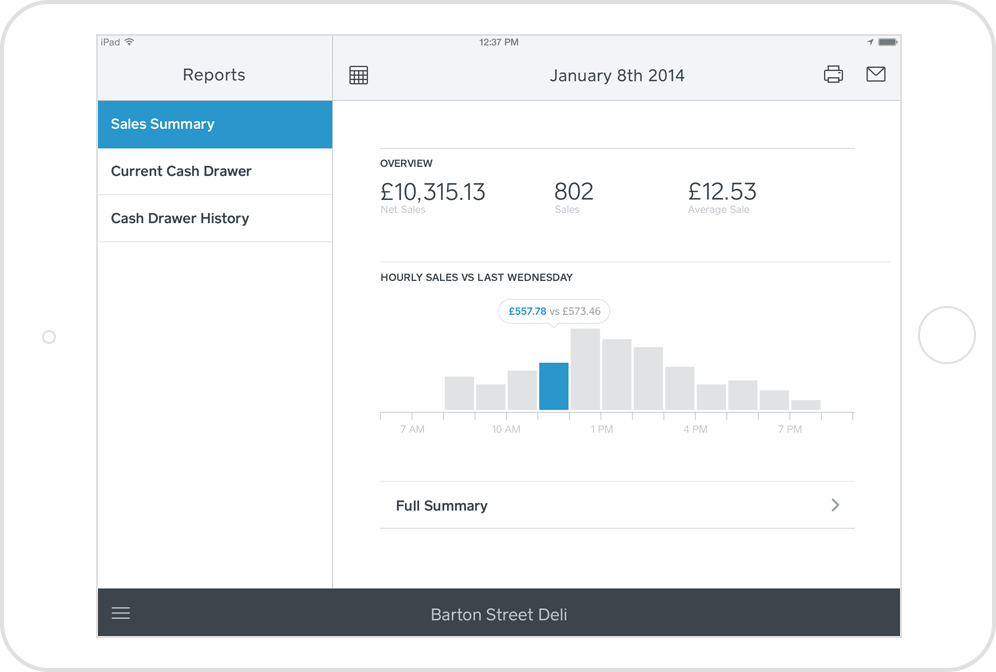 iPad
12:37 PM
Reports
January 8th 2014
Sales Summary
Current Cash Drawer
Cash Drawer History
OVERVIEW
£10,315.13 802 £12.53
Net Sales Sales Average Sale
HOURLY SALES VS LAST WEDNESDAY
£557.78 vs £573.46
7 AM 10 AM 1 PM 4 PM 7 PM
Full Summary
Barton Street Deli